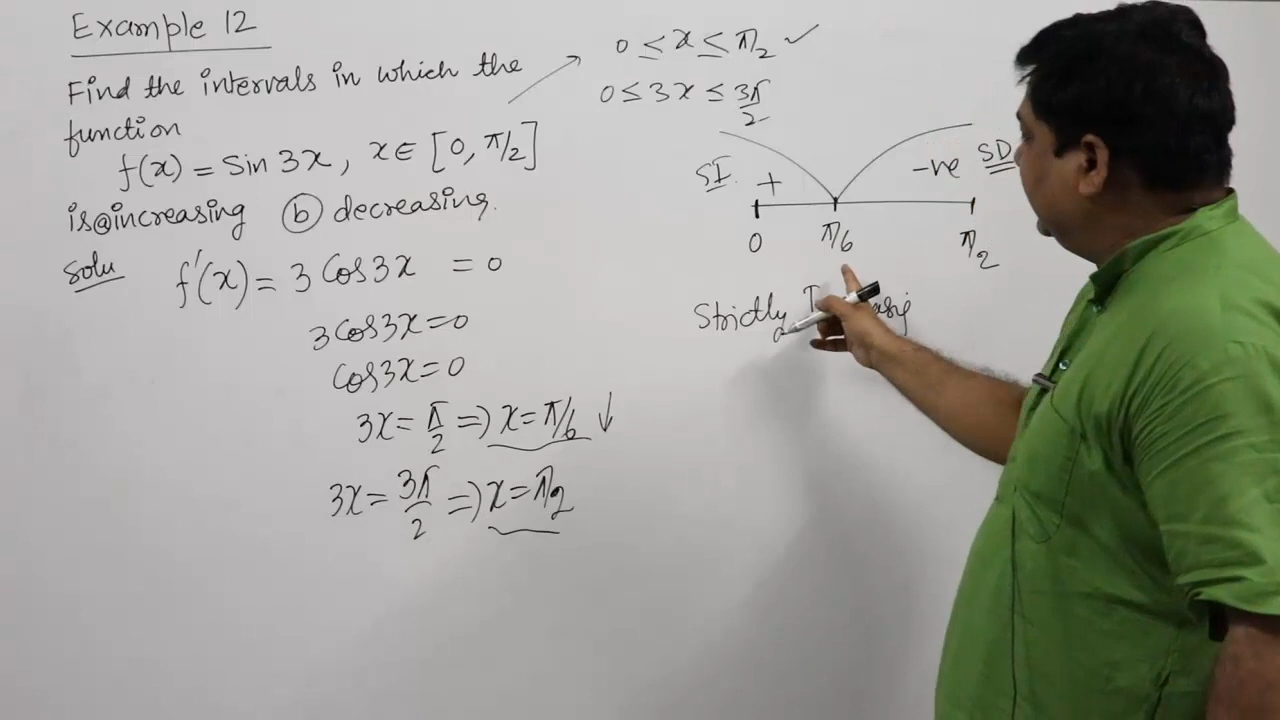 Example 12
Find the intervals in which the
function
f(x) = Sin 3x, x ∈ [0, π/2]
is ⓐ increasing ⓑ decreasing.
Solu f'(x) = 3 Cos 3x = 0
3 Cos 3x = 0
Cos 3x = 0
3x = π/2 => x = π/6 ↓
3x = 3π/2 => x = π/2
0 ≤ x ≤ π/2 ✓
0 ≤ 3x ≤ 3π/2
SI. + -ve SD
0 π/6 π/2
Strictly